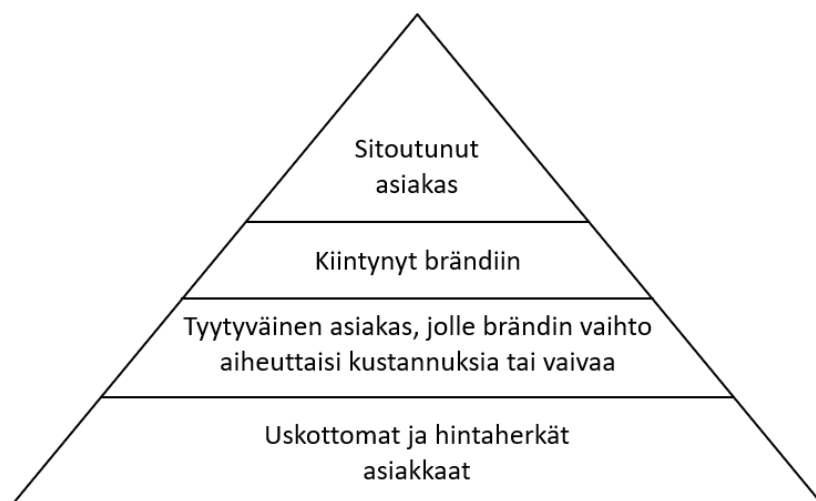 Sitoutunut
asiakas
Kiintynyt brändiin
Tyytyväinen asiakas, jolle brändin vaihto
aiheuttaisi kustannuksia tai vaivaa
Uskottomat ja hintaherkät
asiakkaat